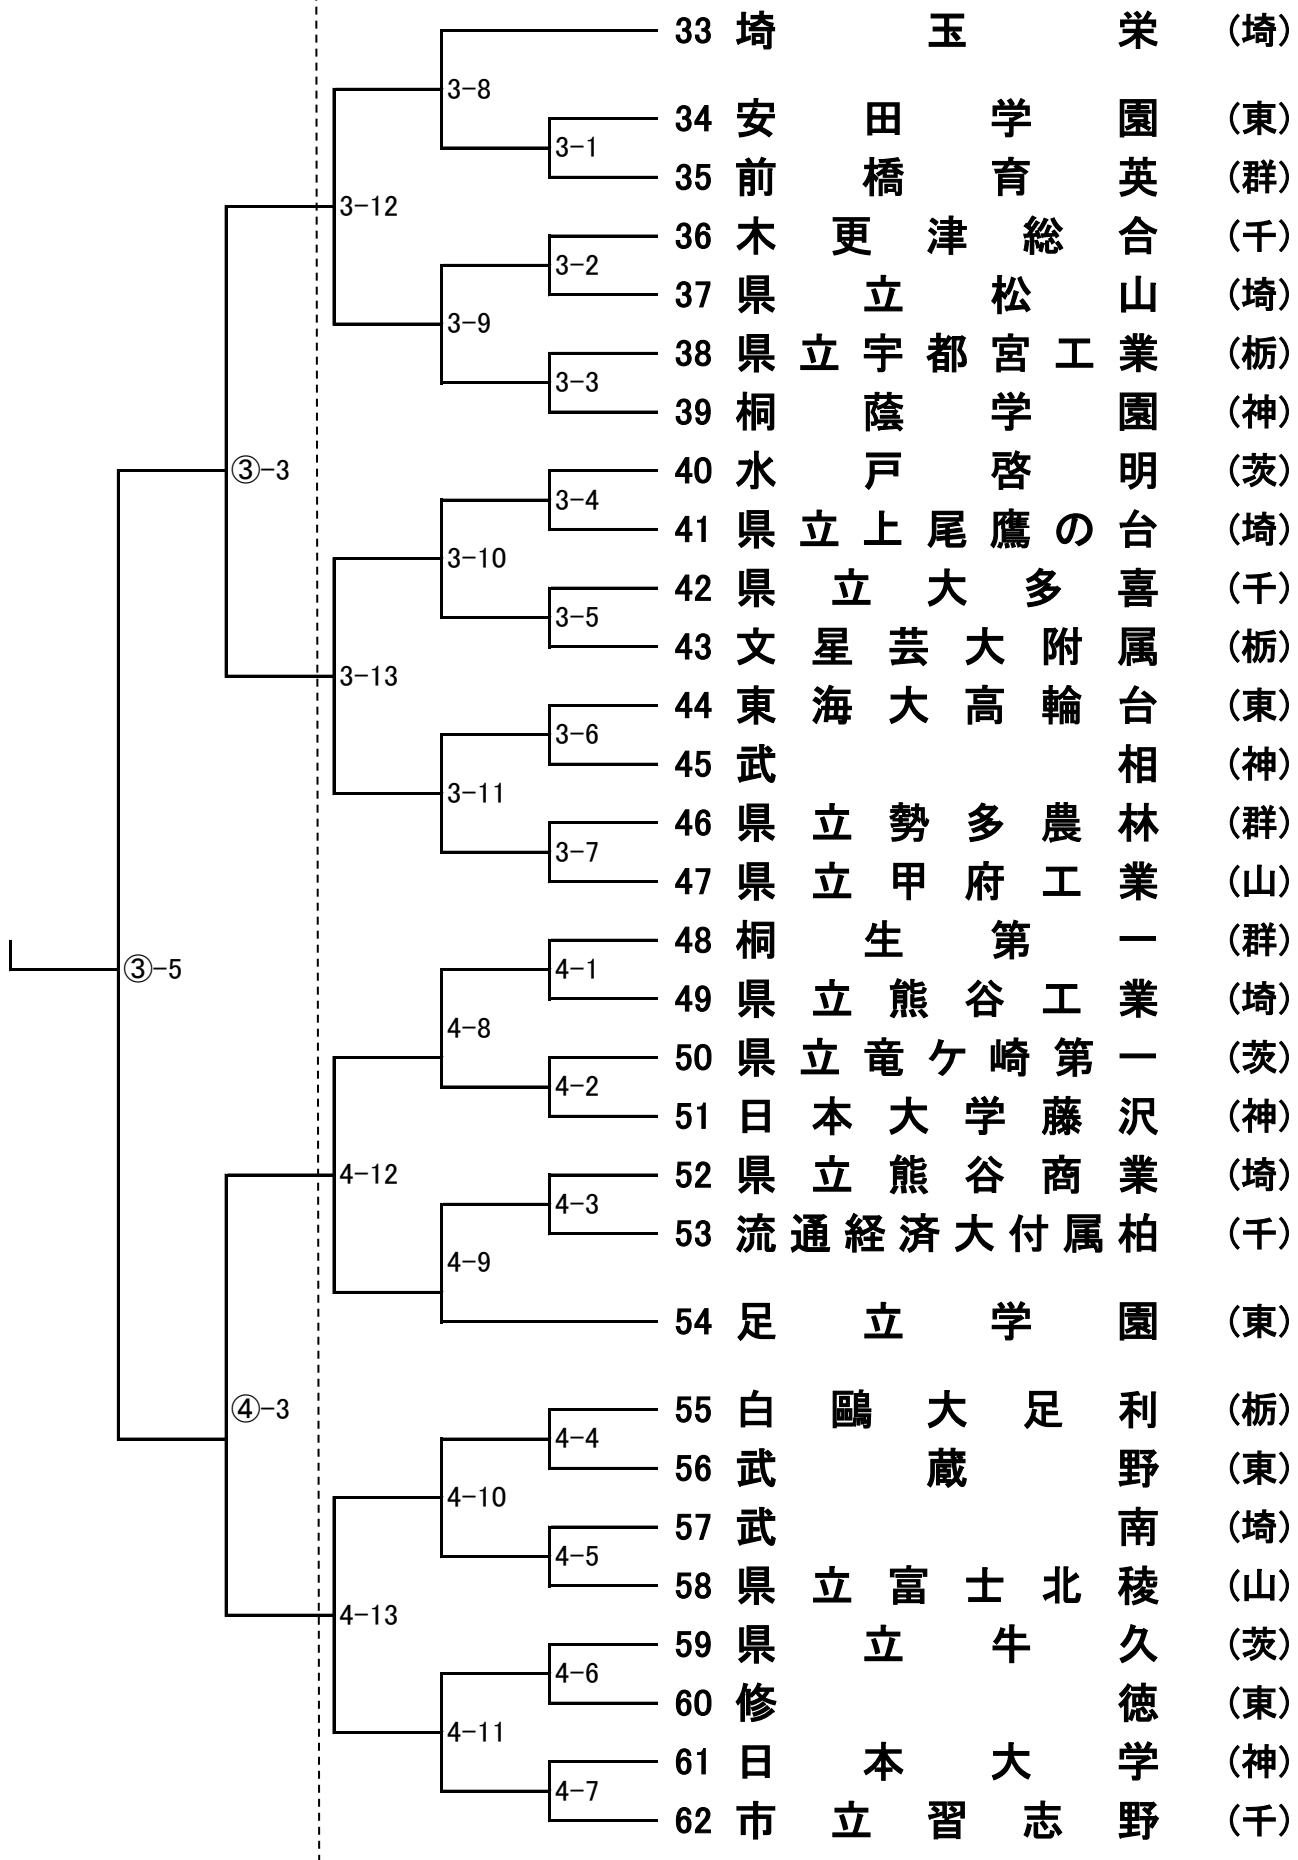 33 埼玉栄 (埼)
3-8
34 安田学園 (東)
3-1
35 前橋育英 (群)
3-12
36 木更津総合 (千)
3-2
37 県立松山 (埼)
3-9
38 県立宇都宮工業 (栃)
3-3
39 桐蔭学園 (神)
③-3
40 水戸啓明 (茨)
3-4
41 県立上尾鷹の台 (埼)
3-10
42 県立大多喜 (千)
3-5
43 文星芸大附属 (栃)
3-13
44 東海大高輪台 (東)
3-6
45 武相 (神)
3-11
46 県立勢多農林 (群)
3-7
47 県立甲府工業 (山)
48 桐生第一 (群)
③-5
4-1
49 県立熊谷工業 (埼)
4-8
50 県立竜ケ崎第一 (茨)
4-2
51 日本大学藤沢 (神)
4-12
52 県立熊谷商業 (埼)
4-3
53 流通経済大付属柏 (千)
4-9
54 足立学園 (東)
④-3
55 白鷗大足利 (栃)
4-4
56 武蔵野 (東)
4-10
57 武南 (埼)
4-5
58 県立富士北稜 (山)
4-13
59 県立牛久 (茨)
4-6
60 修徳 (東)
4-11
61 日本大学 (神)
4-7
62 市立習志野 (千)